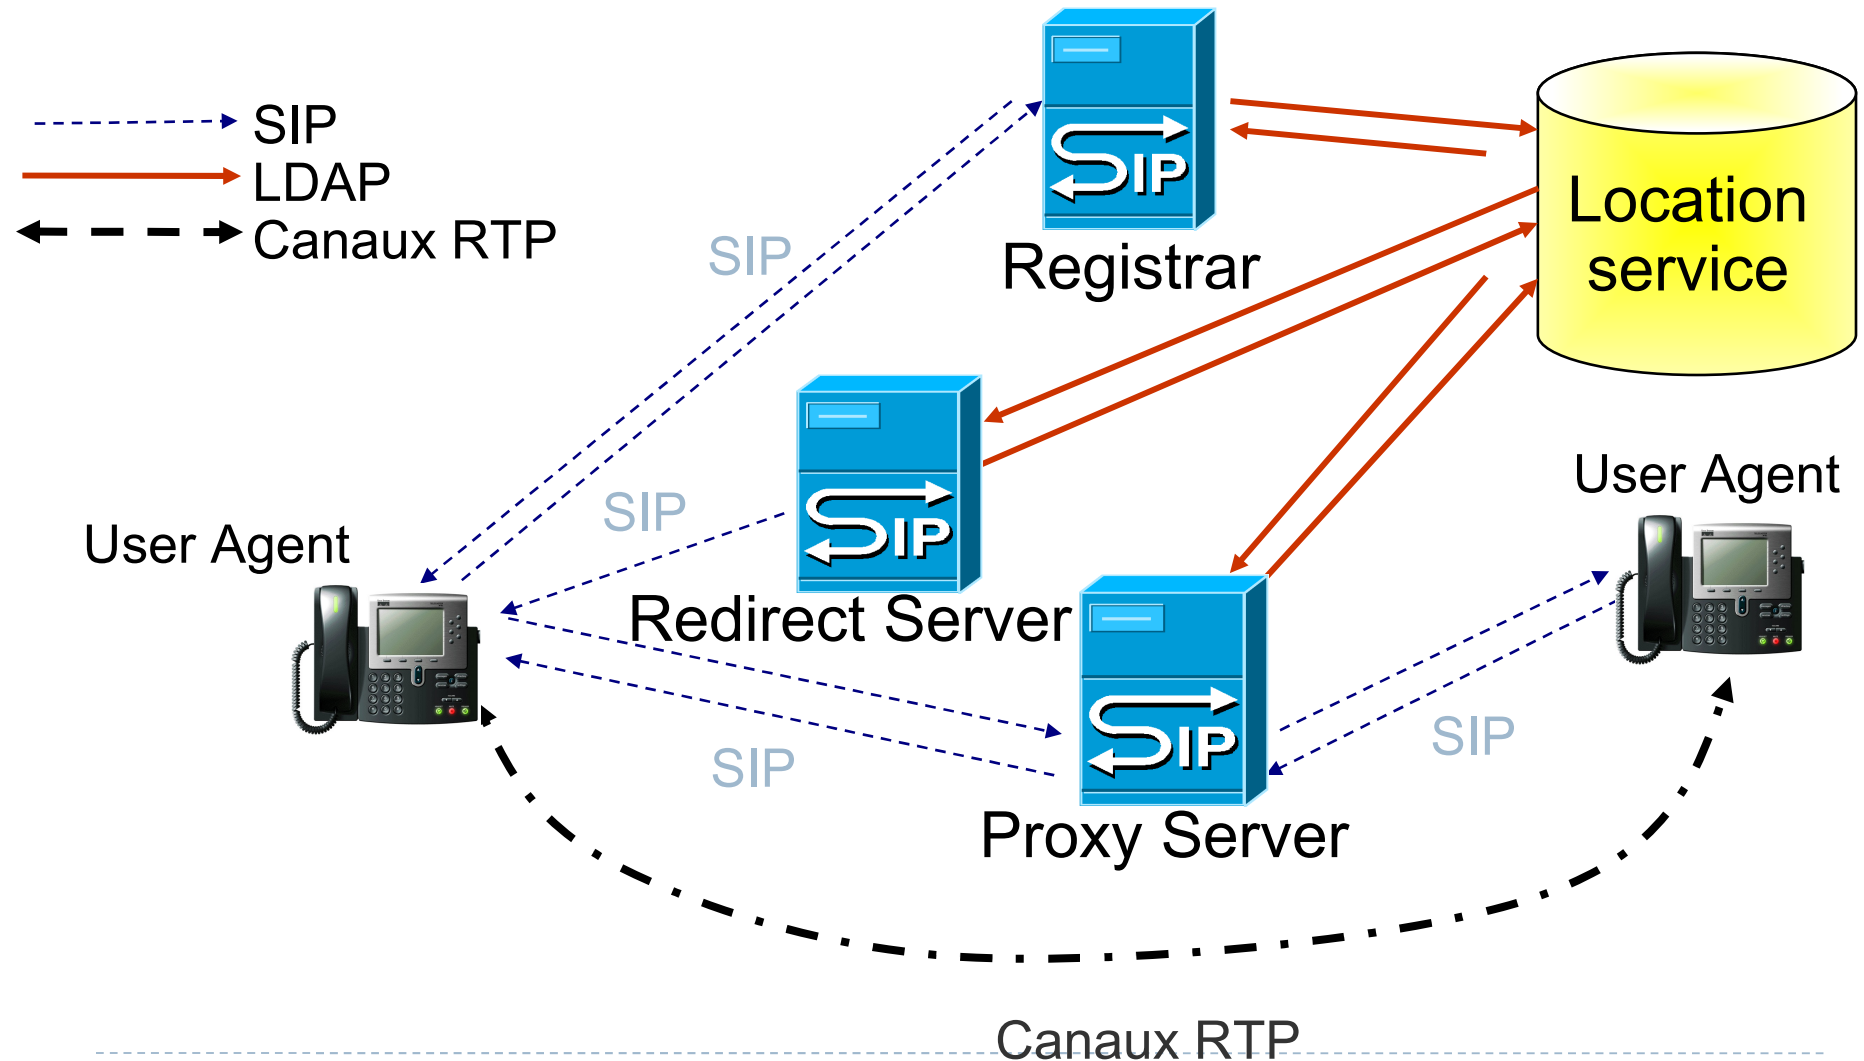 SIP
LDAP
Canaux RTP
SIP
Registrar
SIP
Location
service
SIP
SIP
User Agent
User Agent
SIP
Redirect Server
SIP
SIP
SIP
Proxy Server
Canaux RTP